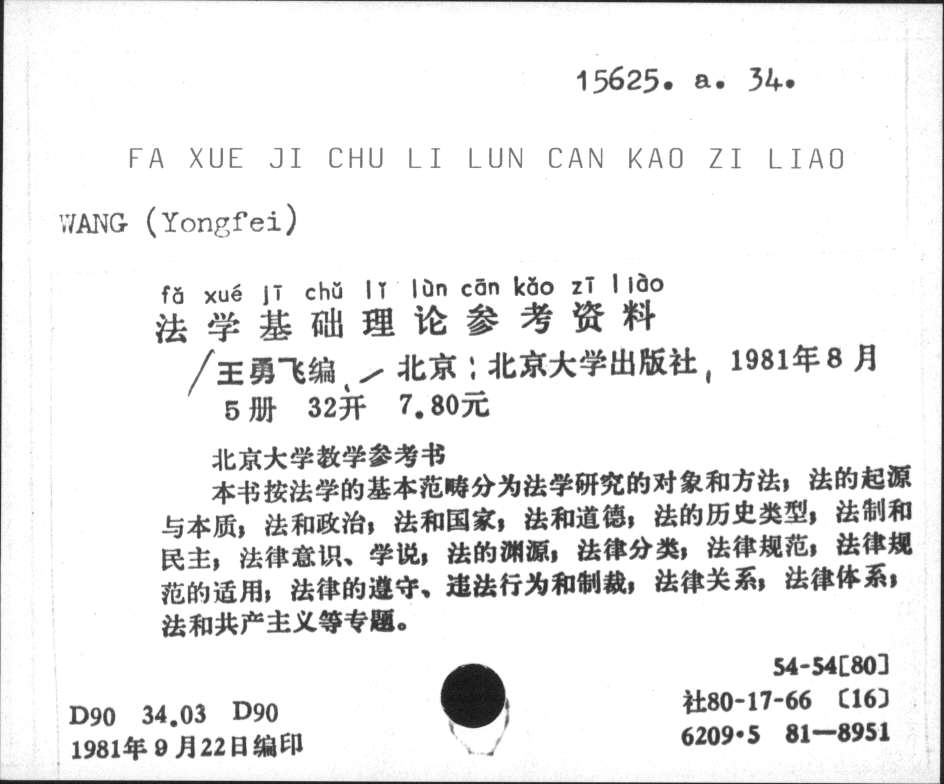 15625. a. 34.
FA XUE JI CHU LI LUN CAN KAO ZI LIAO
WANG (Yongfei)
fǎ xué jī chǔ lǐ lùn cān kǎo zī liào
法学基础理论参考资料
/王勇飞编、— 北京：北京大学出版社，1981年8月
5册 32开 7.80元
北京大学教学参考书
本书按法学的基本范畴分为法学研究的对象和方法；法的起源
与本质；法和政治；法和国家；法和道德；法的历史类型；法制和
民主；法律意识、学说；法的渊源；法律分类；法律规范；法律规
范的适用；法律的遵守、违法行为和制裁；法律关系；法律体系；
法和共产主义等专题。
54-54[80]
D90 34.03 D90
社80-17-66 〔16〕
1981年9月22日编印
6209·5 81—8951